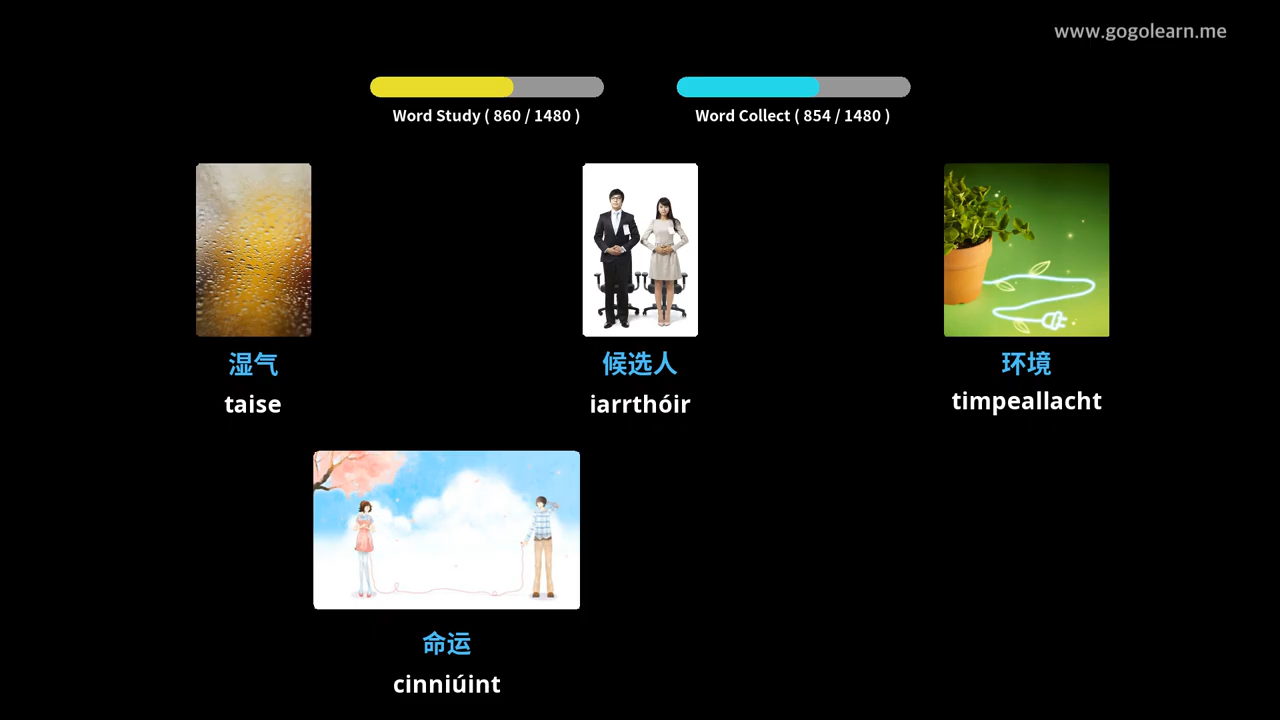 www.gogolearn.me
Word Study ( 860 / 1480 )
Word Collect ( 854 / 1480 )
湿气
taise
候选人
iarrthóir
环境
timpeallacht
命运
cinniúint